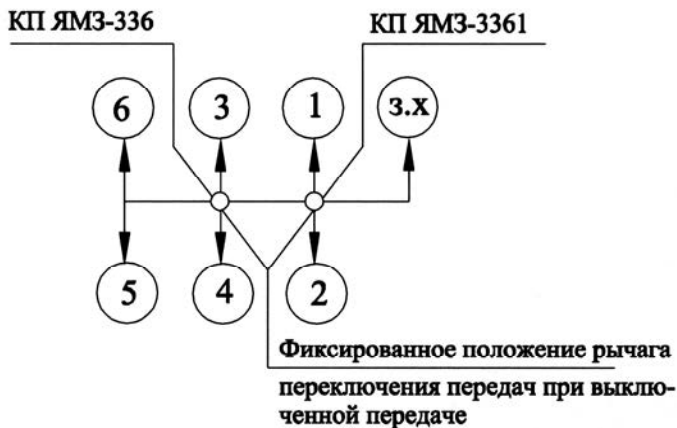 КП ЯМЗ-336 КП ЯМЗ-3361
6 3 1 з.х
5 4 2
Фиксированное положение рычага
переключения передач при выклю-
ченной передаче